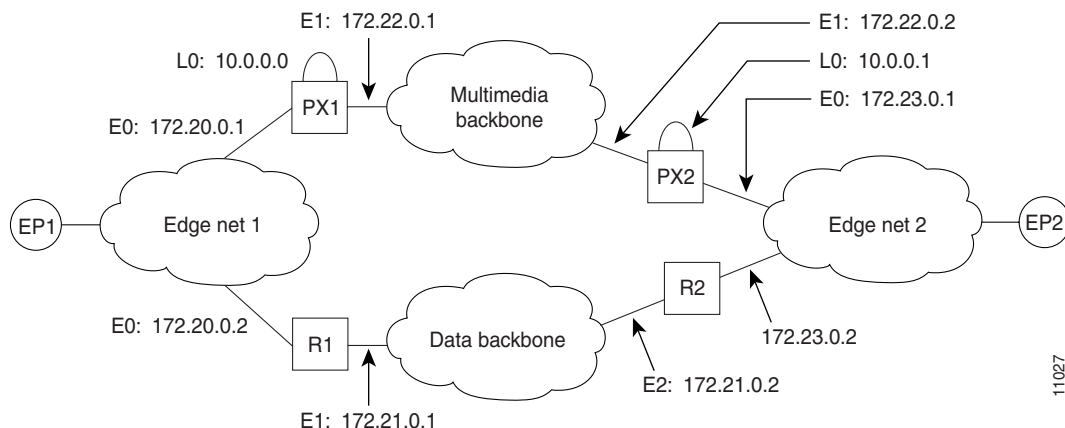 E1: 172.22.0.1
E1: 172.22.0.2
L0: 10.0.0.0
L0: 10.0.0.1
PX1
Multimedia
backbone
E0: 172.23.0.1
E0: 172.20.0.1
PX2
EP1
Edge net 1
Edge net 2
EP2
R2
E0: 172.20.0.2
R1
Data backbone
172.23.0.2
E2: 172.21.0.2
E1: 172.21.0.1
11027